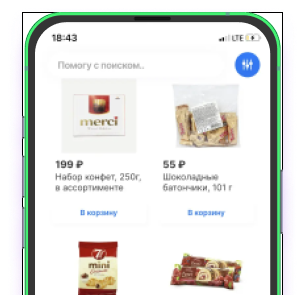 18:43
LTE
Помогу с поиском..
merci
199 ₽
55 ₽
Набор конфет, 250г,
в ассортименте
Шоколадные
батончики, 101 г
В корзину
В корзину
7
mini